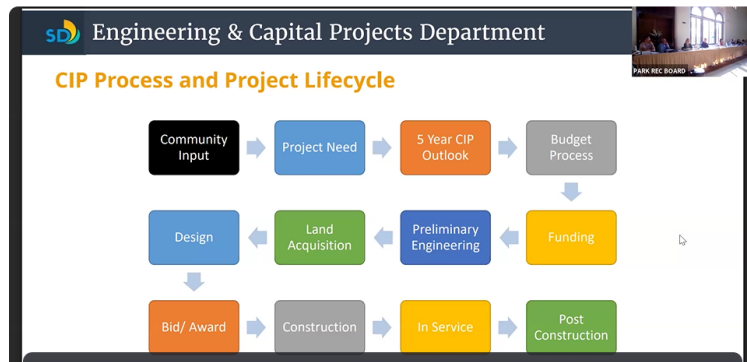 SD
Engineering & Capital Projects Department
PARK REC BOARD
CIP Process and Project Lifecycle
Community
Input
Project Need
5 Year CIP
Outlook
Budget
Process
Design
Land
Acquisition
Preliminary
Engineering
Funding
Bid/ Award
Construction
In Service
Post
Construction